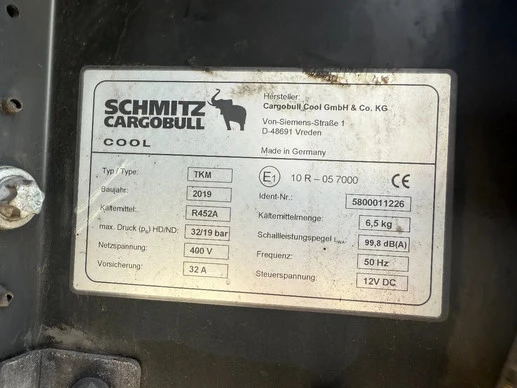 SCHMITZ
CARGOBULL
COOL
Hersteller:
Cargobull Cool GmbH & Co. KG
Von-Siemens-Straße 1
D-48691 Vreden
Made in Germany
Typ / Type: TKM
E1 10 R – 05 7000 CE
Baujahr: 2019
Ident-Nr.: 5800011226
Kältemittel: R452A
Kältemittelmenge: 6,5 kg
max. Druck (ps) HD/ND: 32/19 bar
Schallleistungspegel LWA: 99,8 dB(A)
Netzspannung: 400 V
Frequenz: 50 Hz
Vorsicherung: 32 A
Steuerspannung: 12V DC